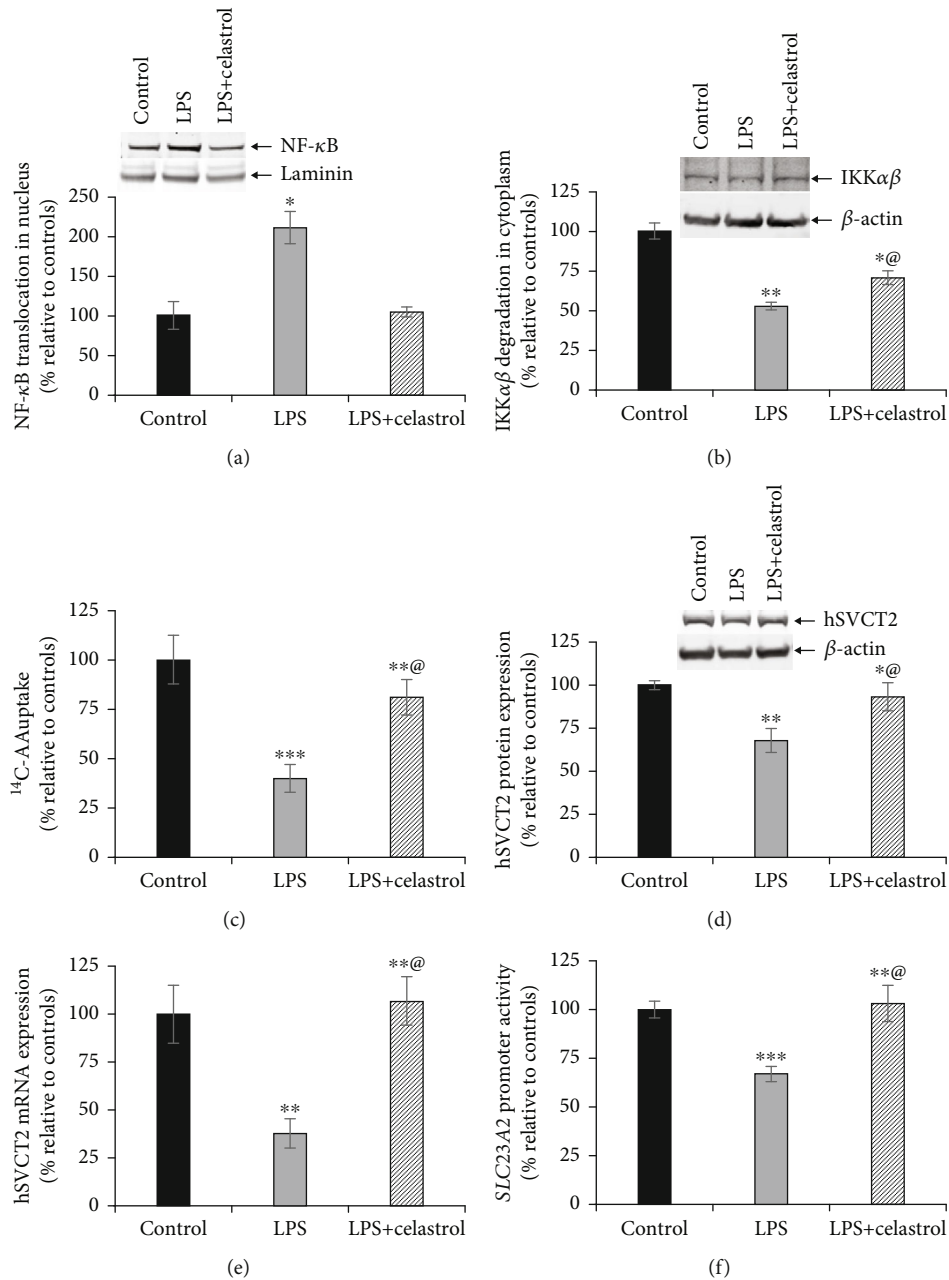 Control
LPS
LPS+celastrol
NF-κB
Laminin
NF-κB translocation in nucleus
(% relative to controls)
250
200
150
100
50
0
*
Control LPS LPS+celastrol
(a)
Control
LPS
LPS+celastrol
IKKαβ
β-actin
IKKαβ degradation in cytoplasm
(% relative to controls)
125
100
75
50
25
0
**
*@
Control LPS LPS+celastrol
(b)
¹⁴C-AAuptake
(% relative to controls)
125
100
75
50
25
0
***
**@
Control LPS LPS+celastrol
(c)
Control
LPS
LPS+celastrol
hSVCT2
β-actin
hSVCT2 protein expression
(% relative to controls)
125
100
75
50
25
0
**
*@
Control LPS LPS+celastrol
(d)
hSVCT2 mRNA expression
(% relative to controls)
125
100
75
50
25
0
**
**@
Control LPS LPS+celastrol
(e)
SLC23A2 promoter activity
(% relative to controls)
125
100
75
50
25
0
***
**@
Control LPS LPS+celastrol
(f)